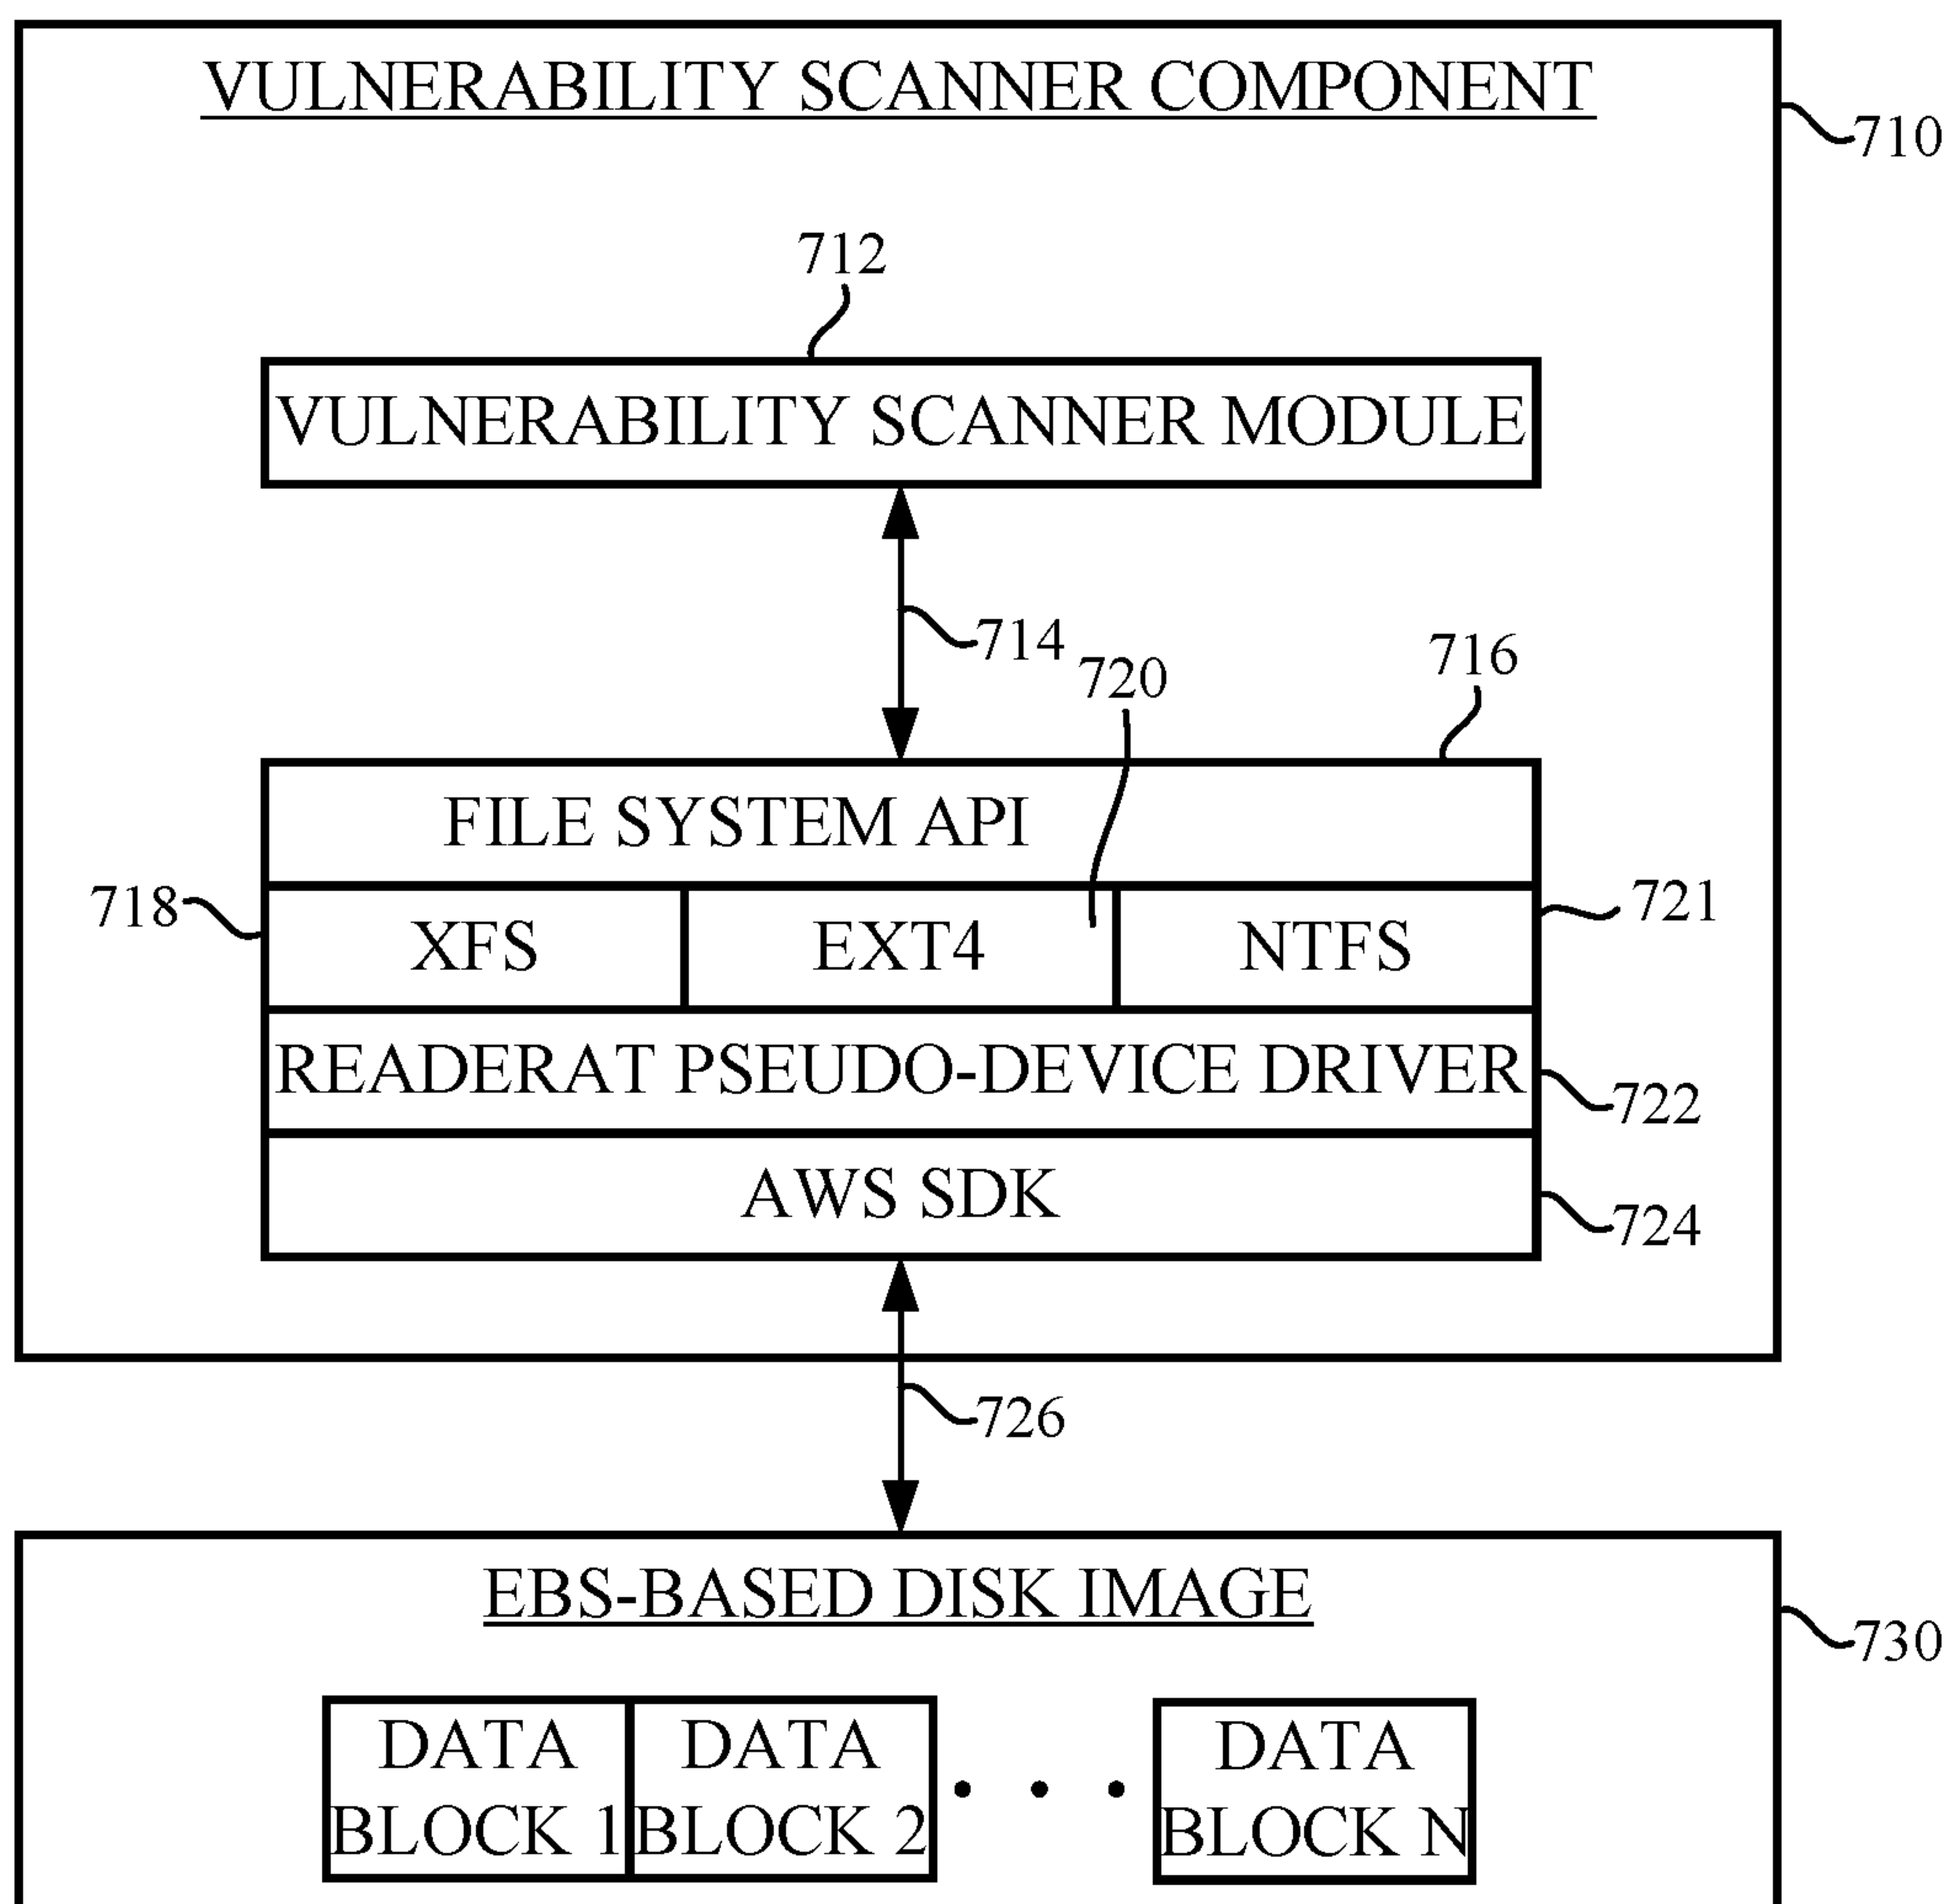 VULNERABILITY SCANNER COMPONENT
710
712
VULNERABILITY SCANNER MODULE
714
720
716
FILE SYSTEM API
718
XFS
EXT4
NTFS
721
READERAT PSEUDO-DEVICE DRIVER
722
AWS SDK
724
726
EBS-BASED DISK IMAGE
730
DATA
BLOCK 1
DATA
BLOCK 2
DATA
BLOCK N